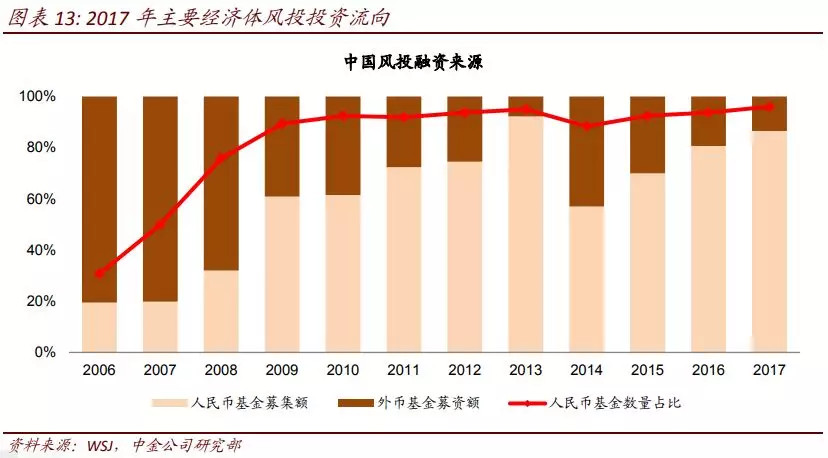 图表 13: 2017 年主要经济体风投投资流向
中国风投融资来源
100%
80%
60%
40%
20%
0%
2006 2007 2008 2009 2010 2011 2012 2013 2014 2015 2016 2017
人民币基金募集额 外币基金募资额 人民币基金数量占比
资料来源：WSJ，中金公司研究部